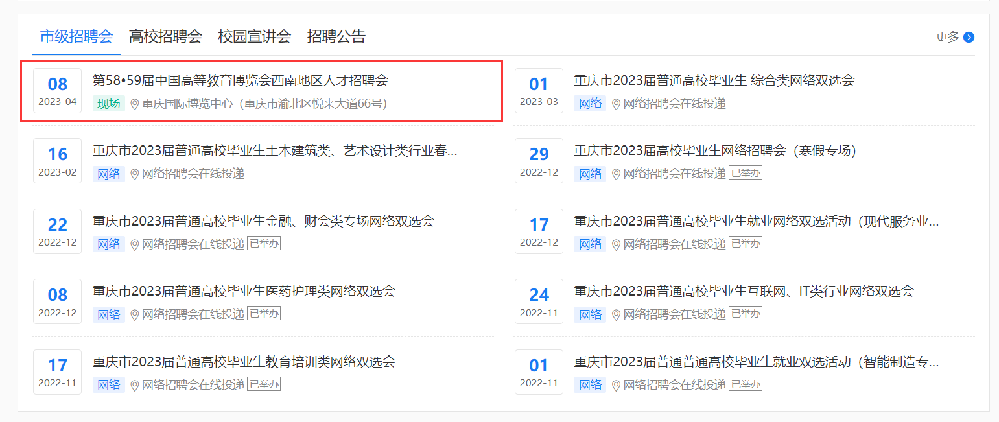 市级招聘会 高校招聘会 校园宣讲会 招聘公告 更多
08
2023-04
第58•59届中国高等教育博览会西南地区人才招聘会
现场 重庆国际博览中心（重庆市渝北区悦来大道66号）
01
2023-03
重庆市2023届普通高校毕业生 综合类网络双选会
网络 网络招聘会在线投递
16
2023-02
重庆市2023届普通高校毕业生土木建筑类、艺术设计类行业春...
网络 网络招聘会在线投递
29
2022-12
重庆市2023届高校毕业生网络招聘会（寒假专场）
网络 网络招聘会在线投递 已举办
22
2022-12
重庆市2023届普通高校毕业生金融、财会类专场网络双选会
网络 网络招聘会在线投递 已举办
17
2022-12
重庆市2023届普通高校毕业生就业网络双选活动（现代服务业...
网络 网络招聘会在线投递 已举办
08
2022-12
重庆市2023届普通高校毕业生医药护理类网络双选会
网络 网络招聘会在线投递 已举办
24
2022-11
重庆市2023届普通高校毕业生互联网、IT类行业网络双选会
网络 网络招聘会在线投递 已举办
17
2022-11
重庆市2023届普通高校毕业生教育培训类网络双选会
网络 网络招聘会在线投递 已举办
01
2022-11
重庆市2023届普通普通高校毕业生就业双选活动（智能制造专...
网络 网络招聘会在线投递 已举办